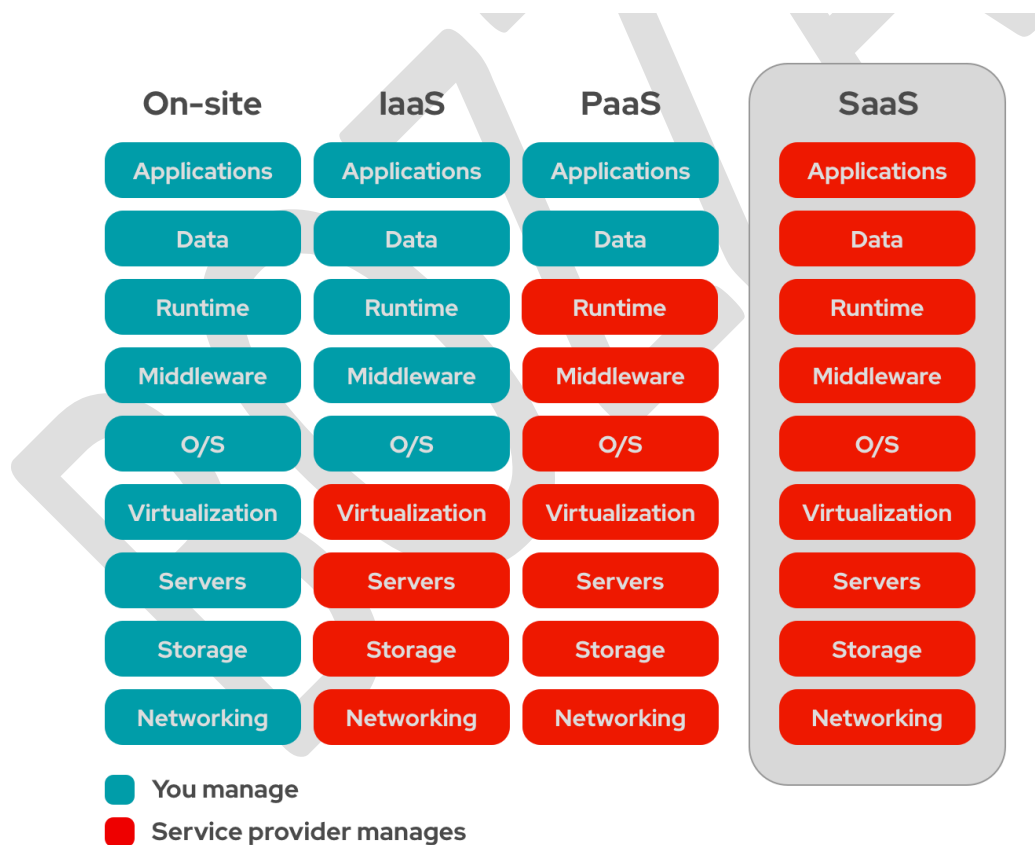 On-site IaaS PaaS SaaS
Applications Applications Applications Applications
Data Data Data Data
Runtime Runtime Runtime Runtime
Middleware Middleware Middleware Middleware
O/S O/S O/S O/S
Virtualization Virtualization Virtualization Virtualization
Servers Servers Servers Servers
Storage Storage Storage Storage
Networking Networking Networking Networking
You manage
Service provider manages